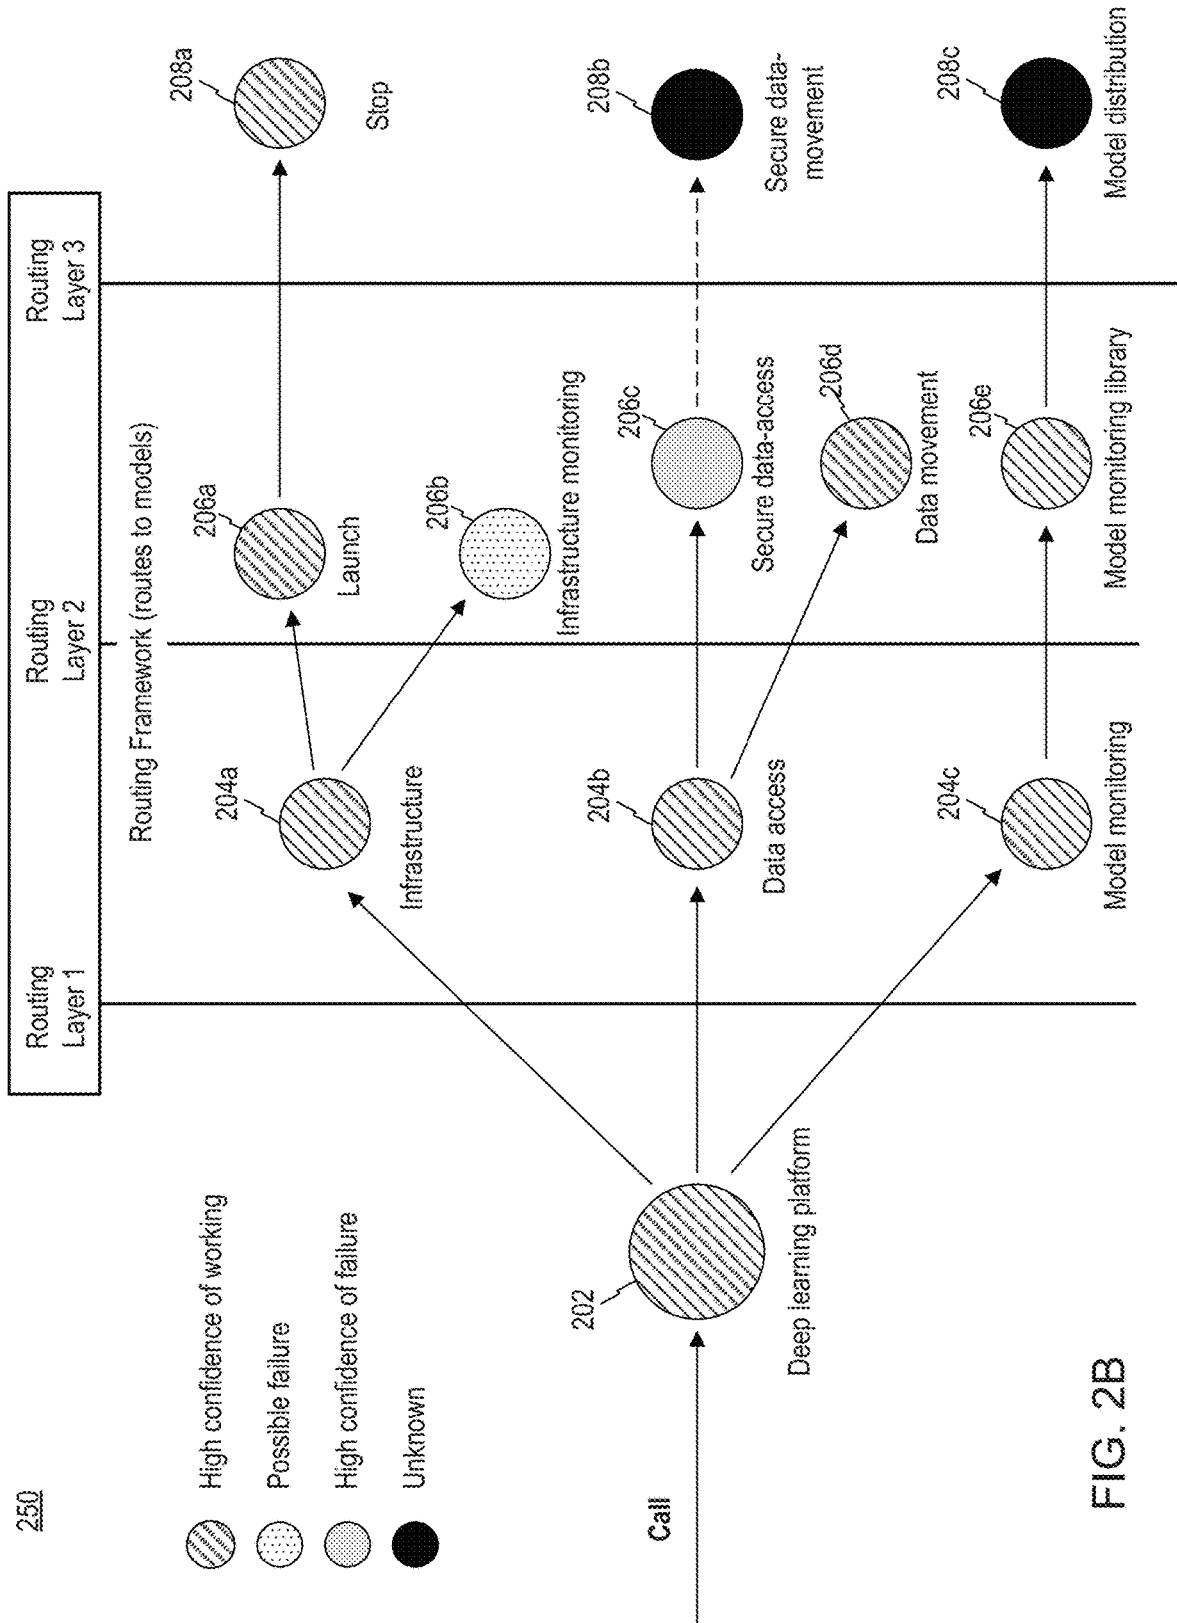 250
High confidence of working
Possible failure
High confidence of failure
Unknown
Routing
Layer 1
Routing
Layer 2
Routing
Layer 3
Routing Framework (routes to models)
Call
202
Deep learning platform
204a
Infrastructure
204b
Data access
204c
Model monitoring
206a
Launch
206b
Infrastructure monitoring
206c
Secure data-access
206d
Data movement
206e
Model monitoring library
208a
Stop
208b
Secure data-
movement
208c
Model distribution
FIG. 2B